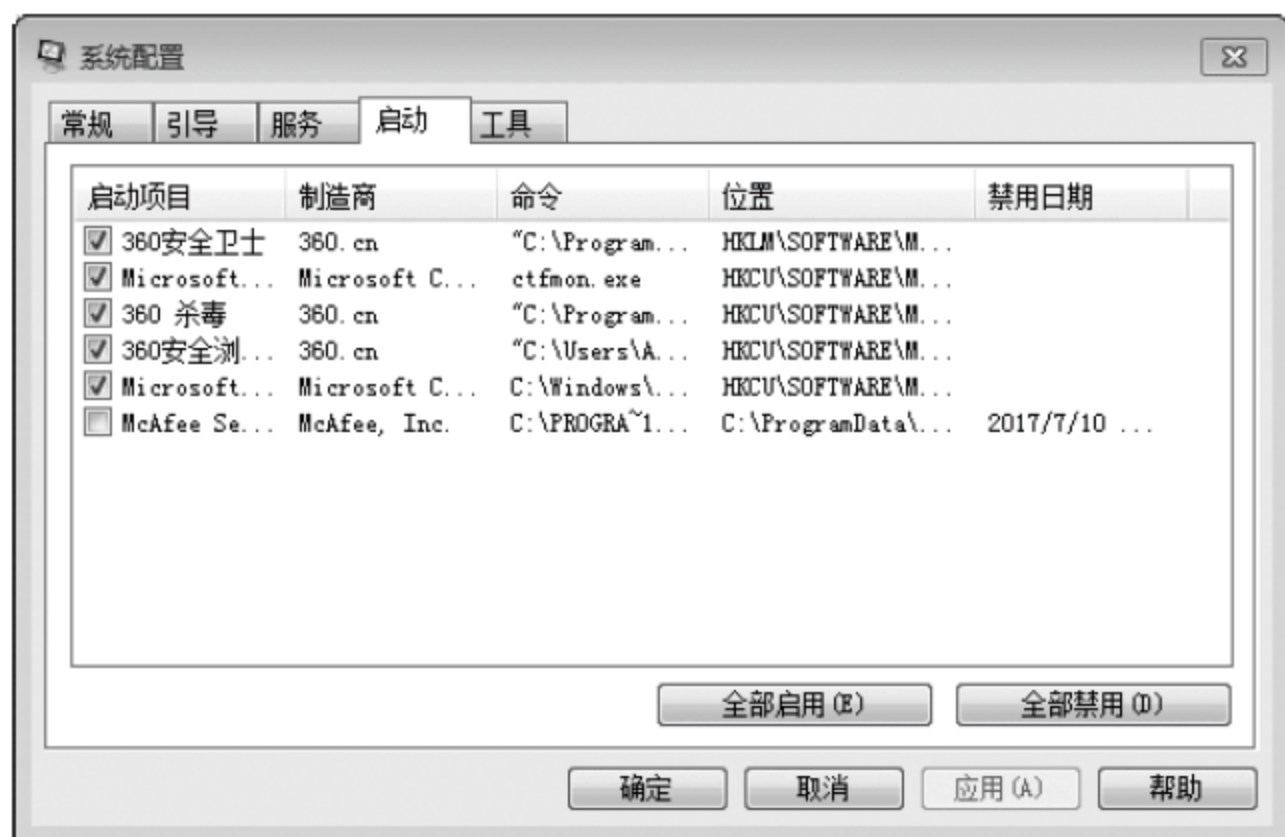 系统配置
常规 引导 服务 启动 工具
启动项目 制造商 命令 位置 禁用日期
360安全卫士 360.cn "C:\Program... HKLM\SOFTWARE\M...
Microsoft... Microsoft C... ctfmon.exe HKCU\SOFTWARE\M...
360 杀毒 360.cn "C:\Program... HKCU\SOFTWARE\M...
360安全浏... 360.cn "C:\Users\A... HKCU\SOFTWARE\M...
Microsoft... Microsoft C... C:\Windows\... HKCU\SOFTWARE\M...
McAfee Se... McAfee, Inc. C:\PROGRA~1... C:\ProgramData\... 2017/7/10 ...
全部启用(E) 全部禁用(D)
确定 取消 应用(A) 帮助